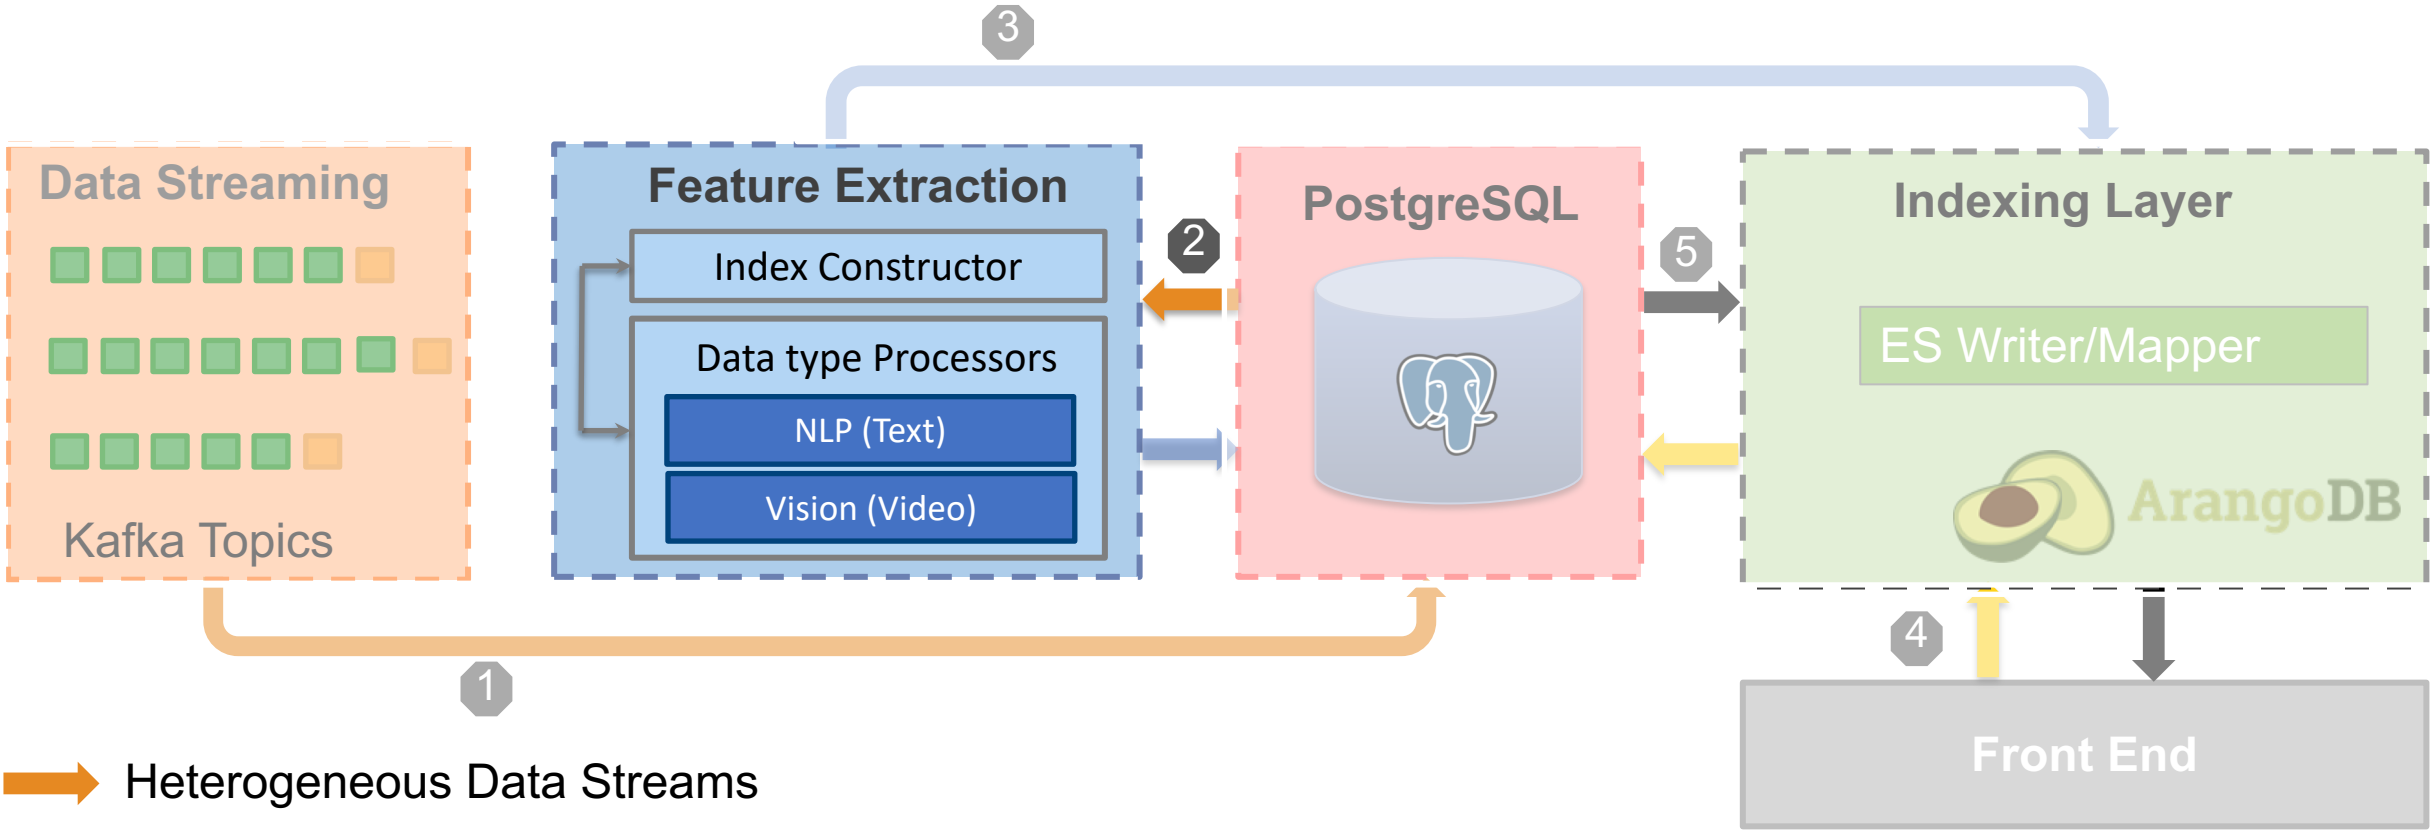 3
Data Streaming
Kafka Topics
1
Feature Extraction
Index Constructor
Data type Processors
NLP (Text)
Vision (Video)
2
PostgreSQL
5
Indexing Layer
ES Writer/Mapper
ArangoDB
4
Front End
Heterogeneous Data Streams